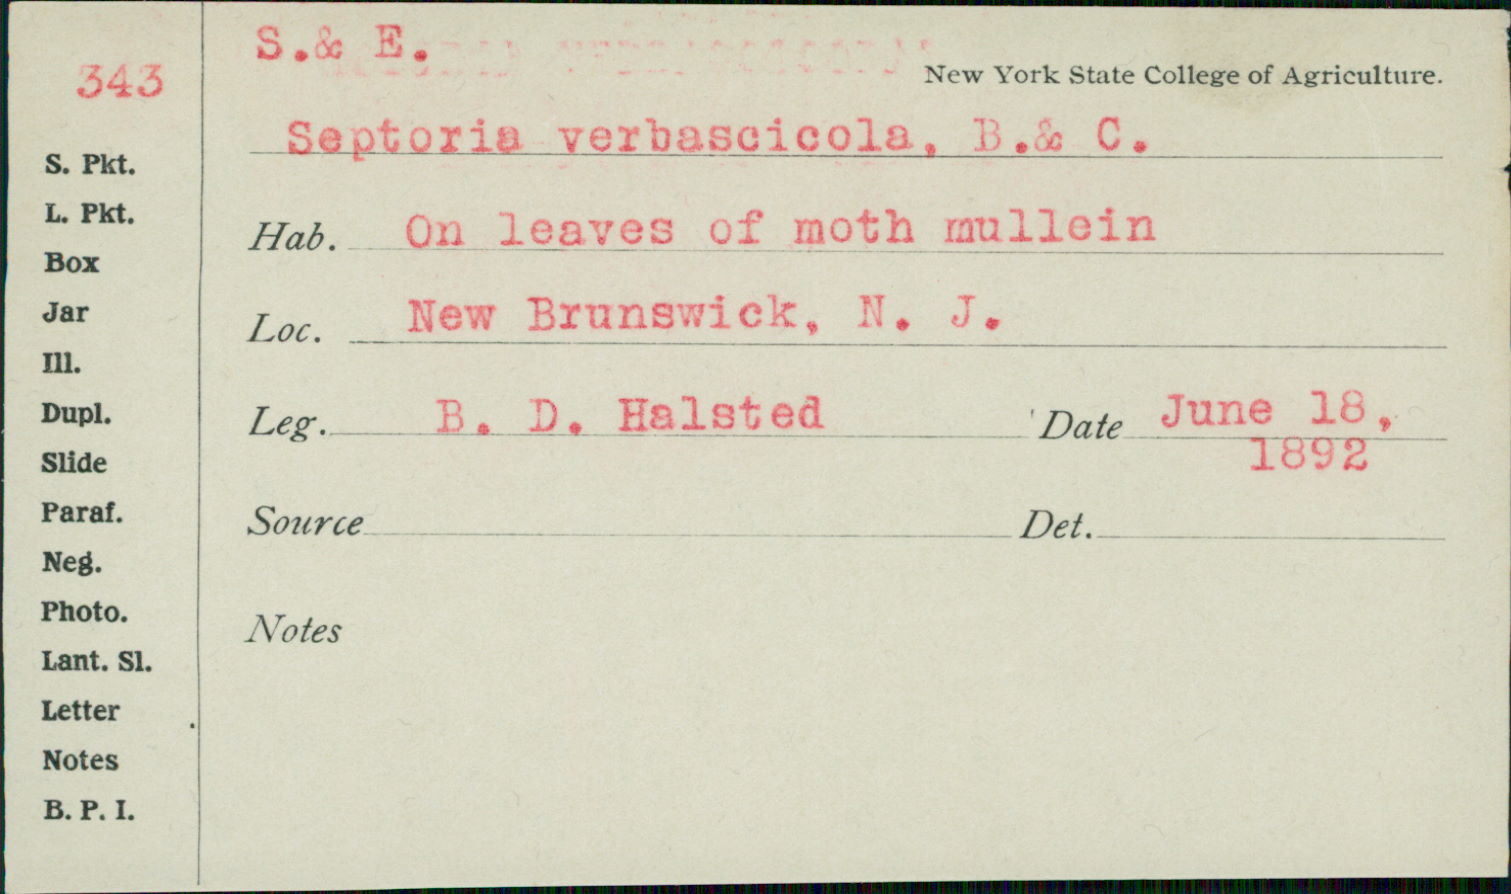 343
S.& E.
New York State College of Agriculture.
Septoria verbascicola, B.& C.
Hab. On leaves of moth mullein
Loc. New Brunswick, N. J.
Leg. B. D. Halsted Date June 18,
1892
Source Det.
Notes
S. Pkt.
L. Pkt.
Box
Jar
Ill.
Dupl.
Slide
Paraf.
Neg.
Photo.
Lant. Sl.
Letter
Notes
B. P. I.